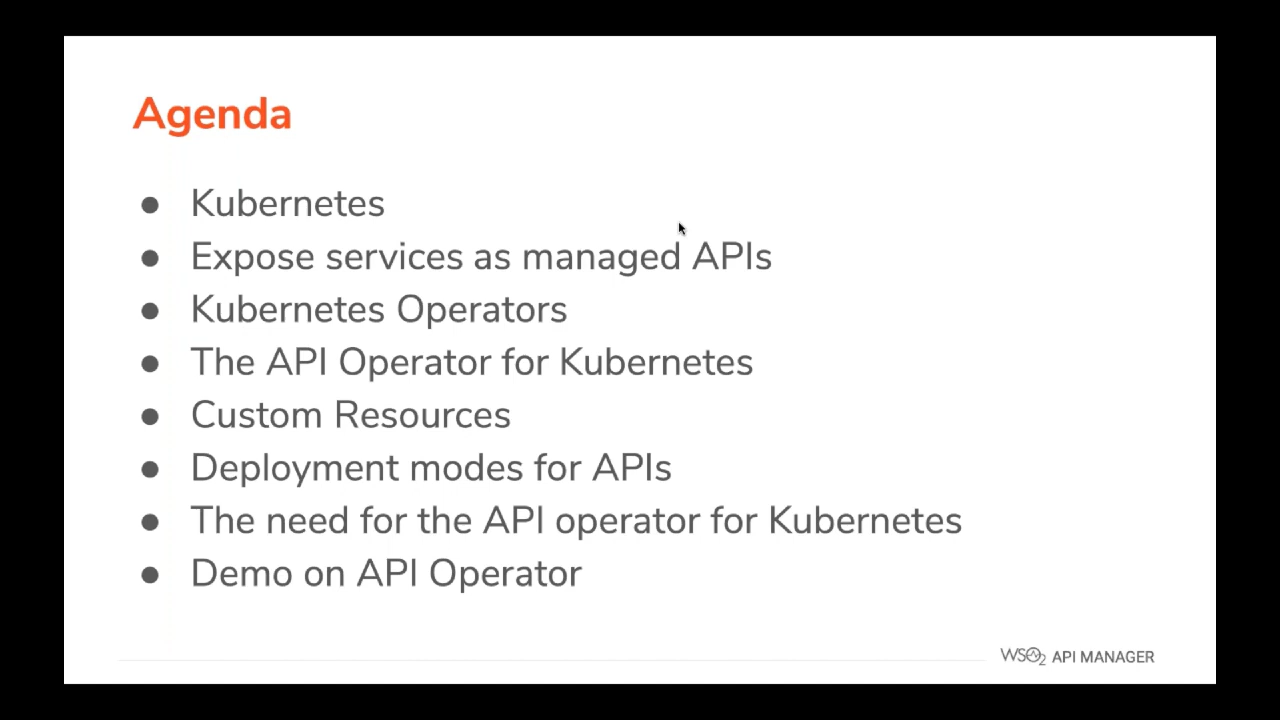 Agenda
● Kubernetes
● Expose services as managed APIs
● Kubernetes Operators
● The API Operator for Kubernetes
● Custom Resources
● Deployment modes for APIs
● The need for the API operator for Kubernetes
● Demo on API Operator
WSO2 API MANAGER